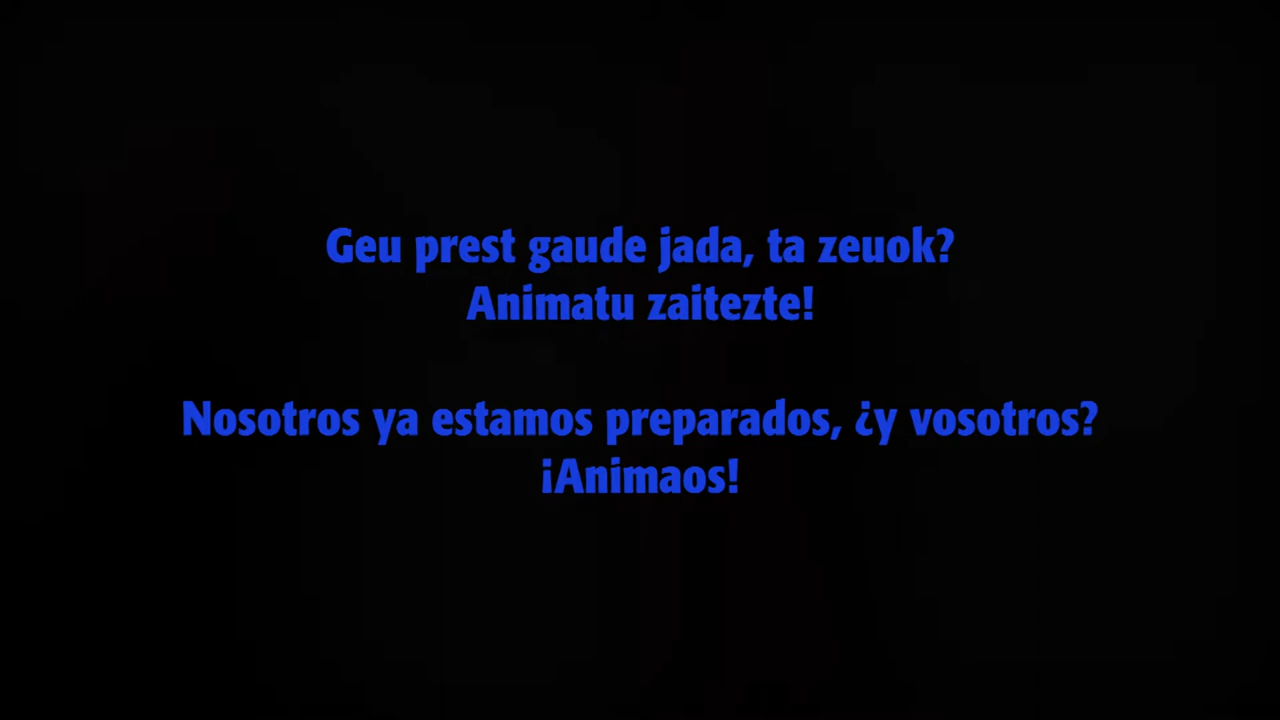 Geu prest gaude jada, ta zeuok?
Animatu zaitezte!
Nosotros ya estamos preparados, ¿y vosotros?
¡Animaos!